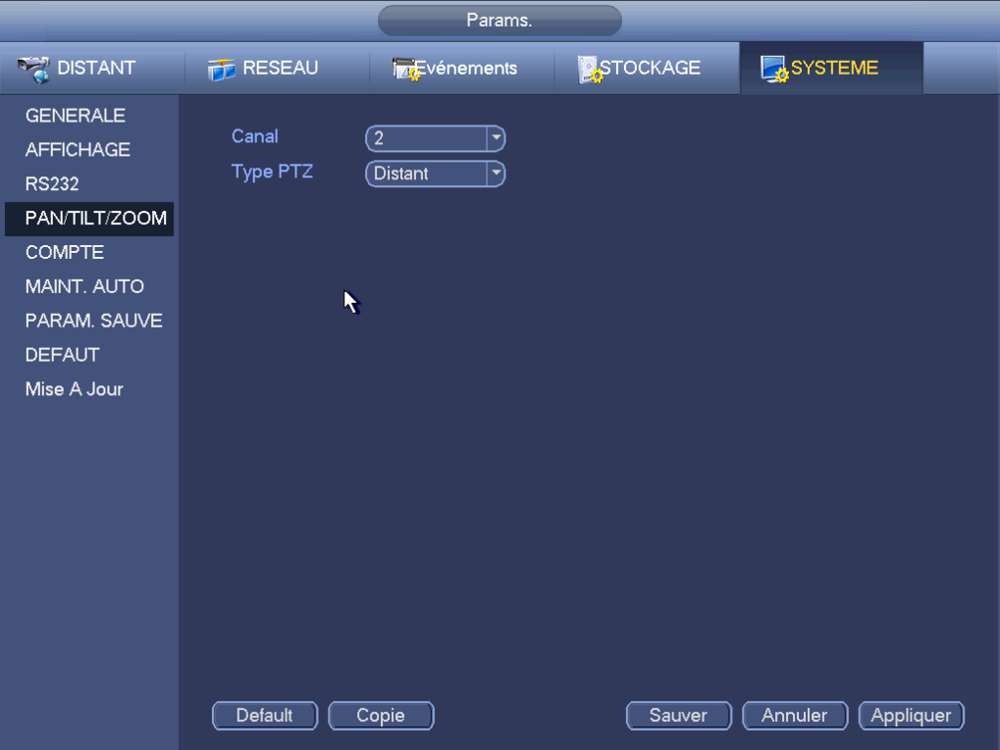 Params.
DISTANT RESEAU Evénements STOCKAGE SYSTEME
GENERALE
AFFICHAGE
RS232
PAN/TILT/ZOOM
COMPTE
MAINT. AUTO
PARAM. SAUVE
DEFAUT
Mise A Jour
Canal 2
Type PTZ Distant
Default Copie Sauver Annuler Appliquer